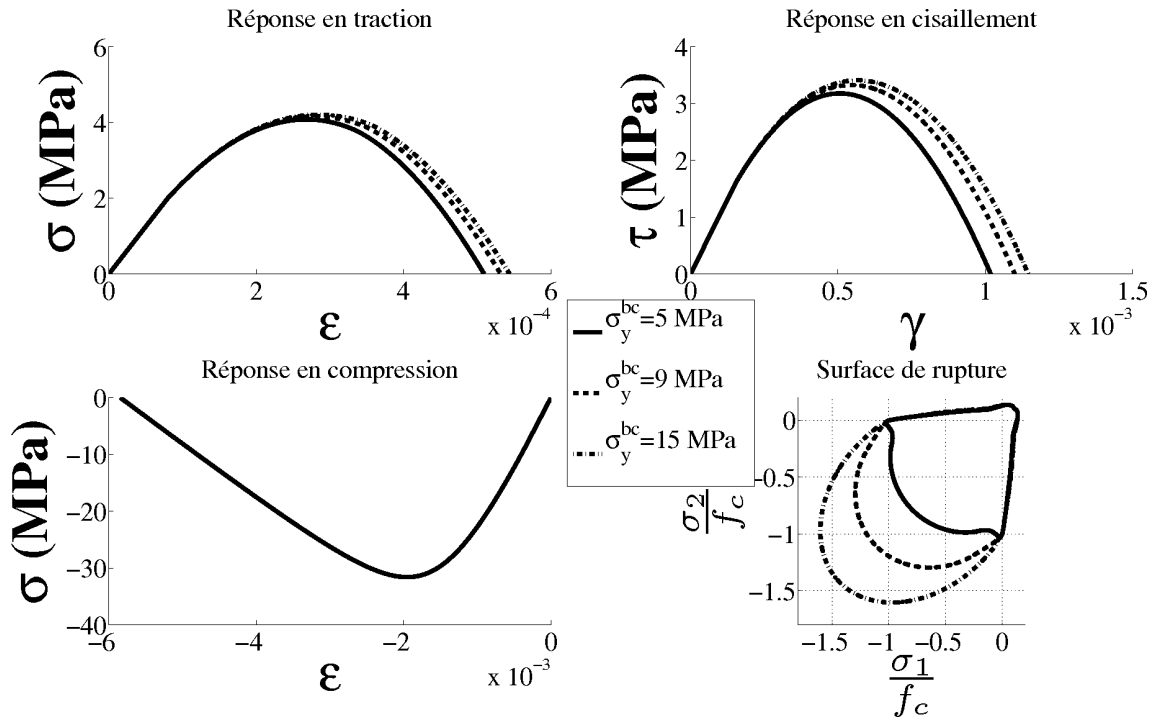 Réponse en traction
σ (MPa)
6
4
2
0
0 2 4 6
x 10⁻⁴
ε
Réponse en cisaillement
τ (MPa)
4
3
2
1
0
0 0.5 1 1.5
x 10⁻³
γ
σ_y^bc=5 MPa
σ_y^bc=9 MPa
σ_y^bc=15 MPa
Réponse en compression
σ (MPa)
0
−10
−20
−30
−40
−6 −4 −2 0
x 10⁻³
ε
Surface de rupture
σ₂/f_c
0
−0.5
−1
−1.5
−1.5 −1 −0.5 0
σ₁/f_c